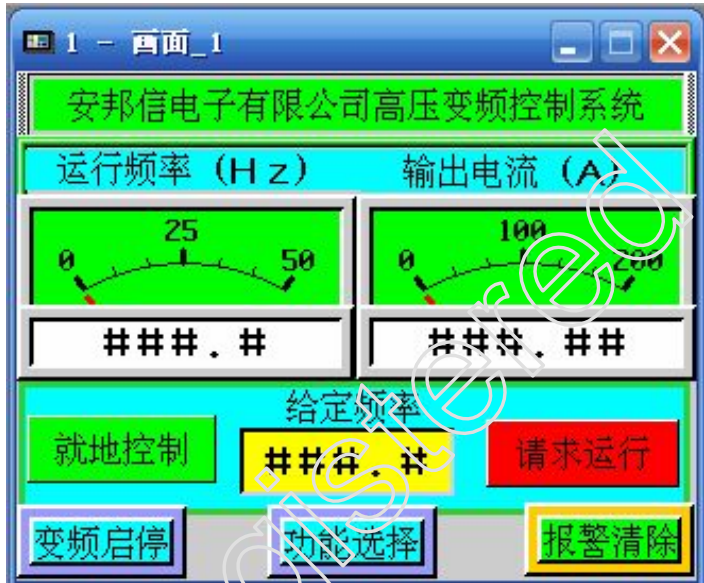 1 - 画面_1
安邦信电子有限公司高压变频控制系统
运行频率（Hz） 输出电流（A）
0 25 50 0 100 200
###.# ###.##
给定频率
就地控制 ###.# 请求运行
变频启停 功能选择 报警清除
gistered